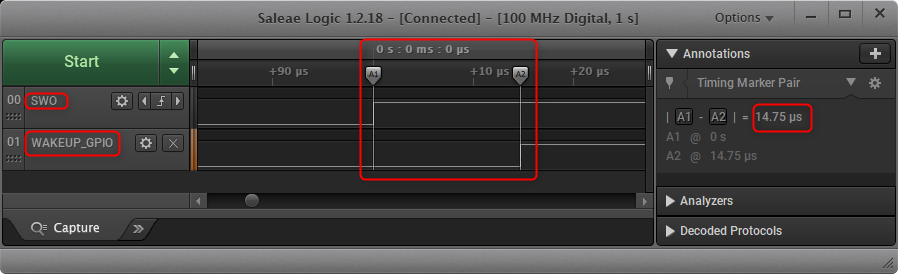 Saleae Logic 1.2.18 - [Connected] - [100 MHz Digital, 1 s]
Options
Start
0 s : 0 ms : 0 µs
+90 µs
+10 µs
+20 µs
A1
A2
00
SWO
01
WAKEUP_GPIO
Capture
Annotations
Timing Marker Pair
| A1 - A2 | = 14.75 µs
A1 @ 0 s
A2 @ 14.75 µs
Analyzers
Decoded Protocols